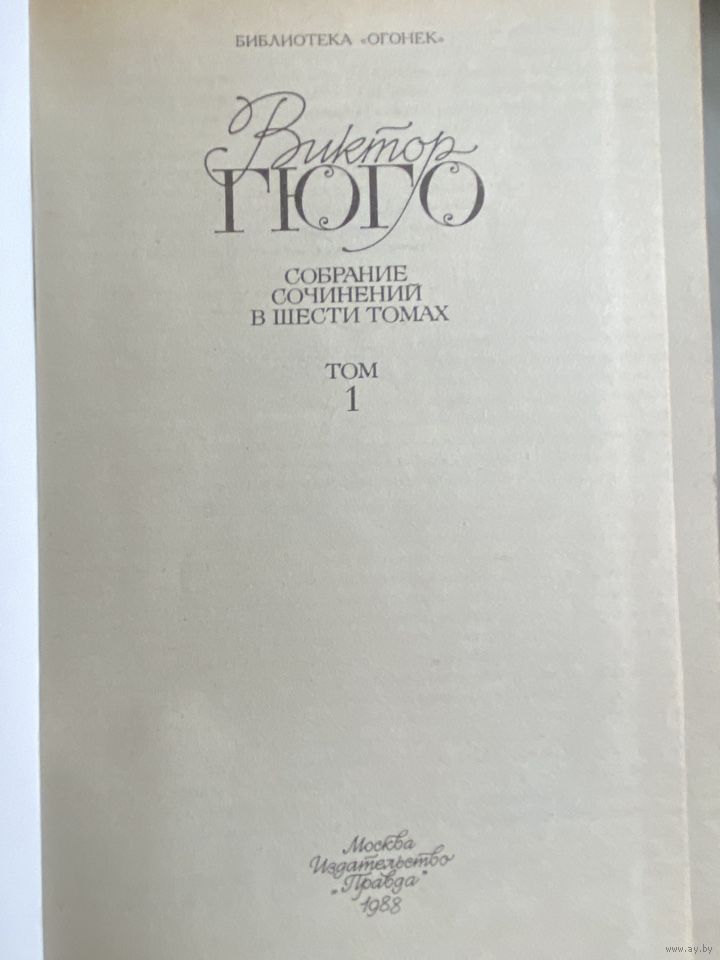 БИБЛИОТЕКА «ОГОНЕК»
Виктор
ГЮГО
СОБРАНИЕ
СОЧИНЕНИЙ
В ШЕСТИ ТОМАХ
ТОМ
1
Москва
Издательство
„Правда"
1988
www.ay.by